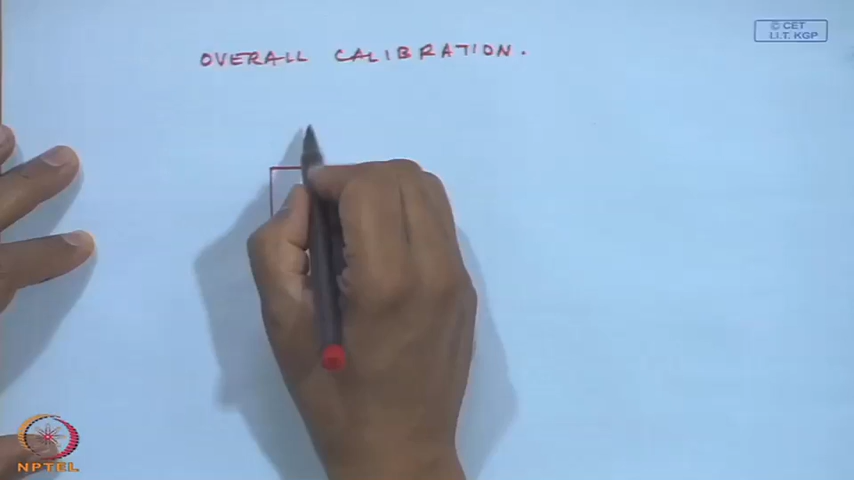 OVERALL CALIBRATION.
© CET
I.I.T. KGP
NPTEL